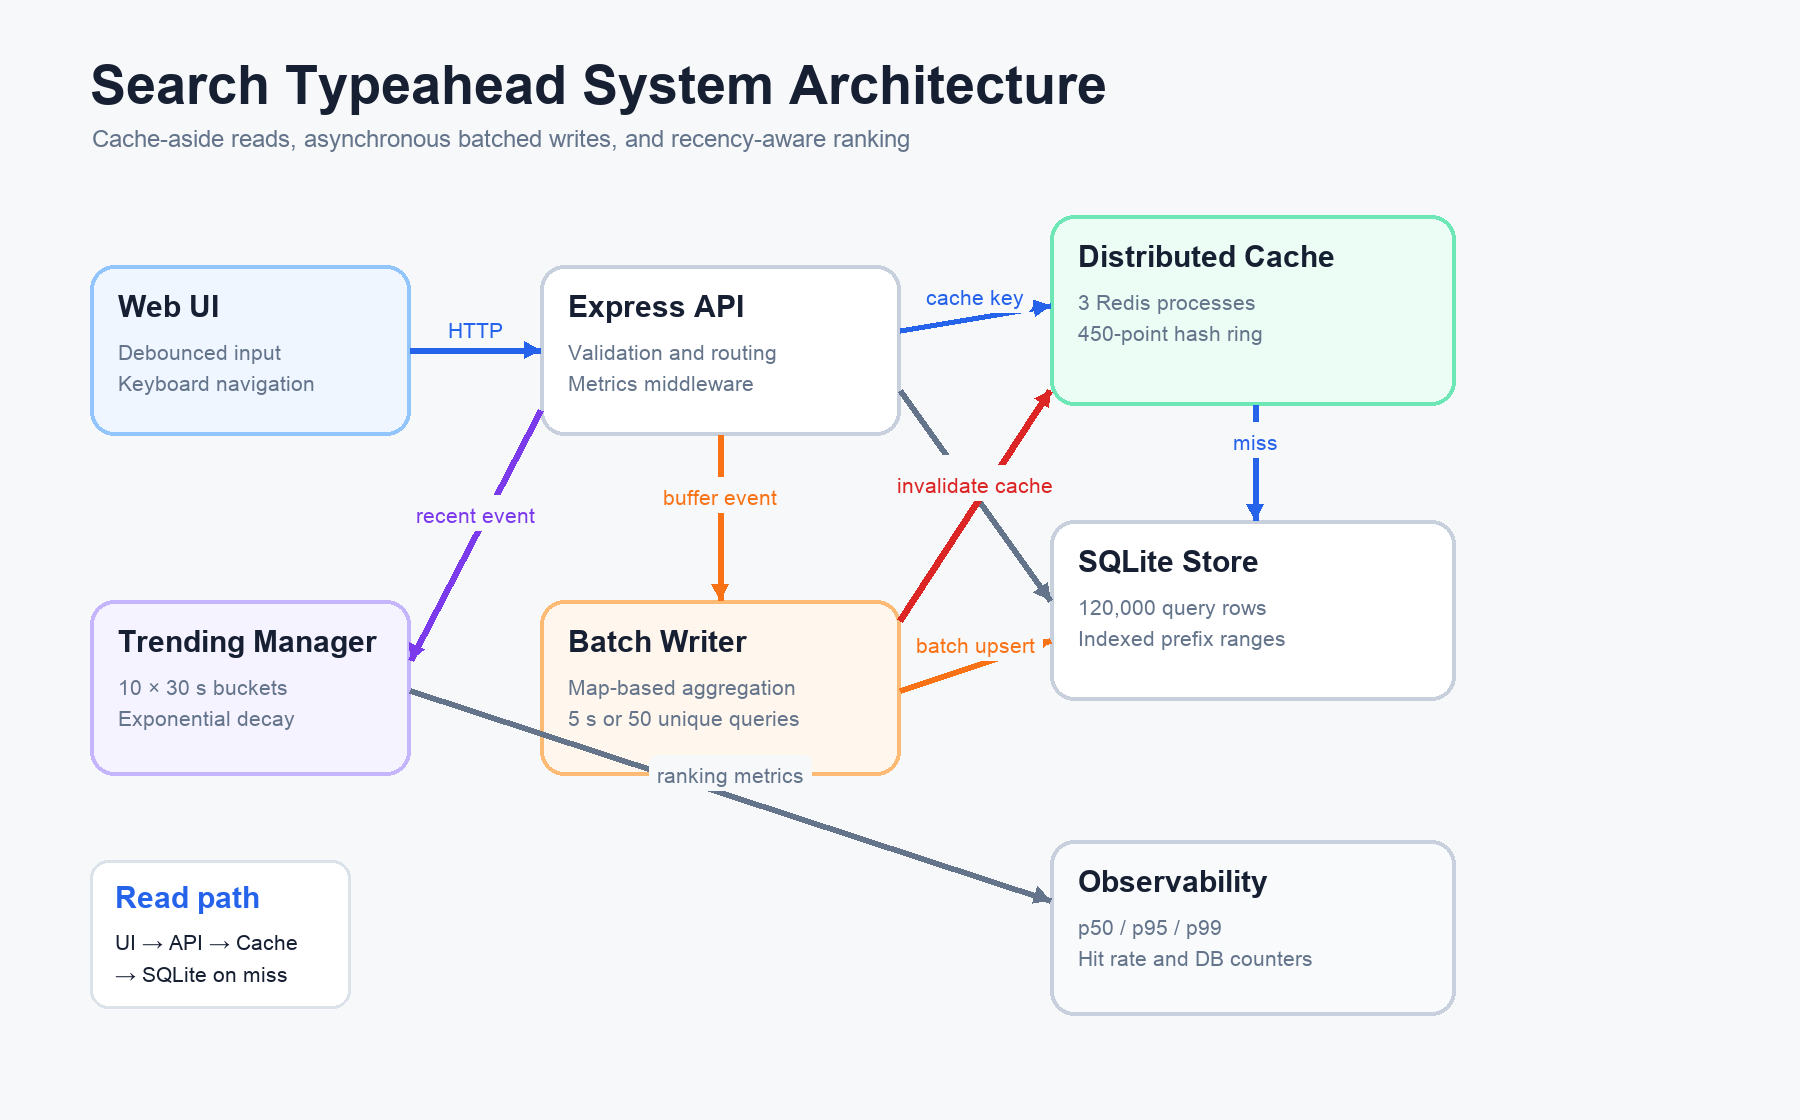 Search Typeahead System Architecture
Cache-aside reads, asynchronous batched writes, and recency-aware ranking
Web UI
Debounced input
Keyboard navigation
HTTP
Express API
Validation and routing
Metrics middleware
cache key
Distributed Cache
3 Redis processes
450-point hash ring
recent event
buffer event
invalidate cache
miss
Trending Manager
10 × 30 s buckets
Exponential decay
Batch Writer
Map-based aggregation
5 s or 50 unique queries
batch upsert
SQLite Store
120,000 query rows
Indexed prefix ranges
ranking metrics
Read path
UI → API → Cache
→ SQLite on miss
Observability
p50 / p95 / p99
Hit rate and DB counters